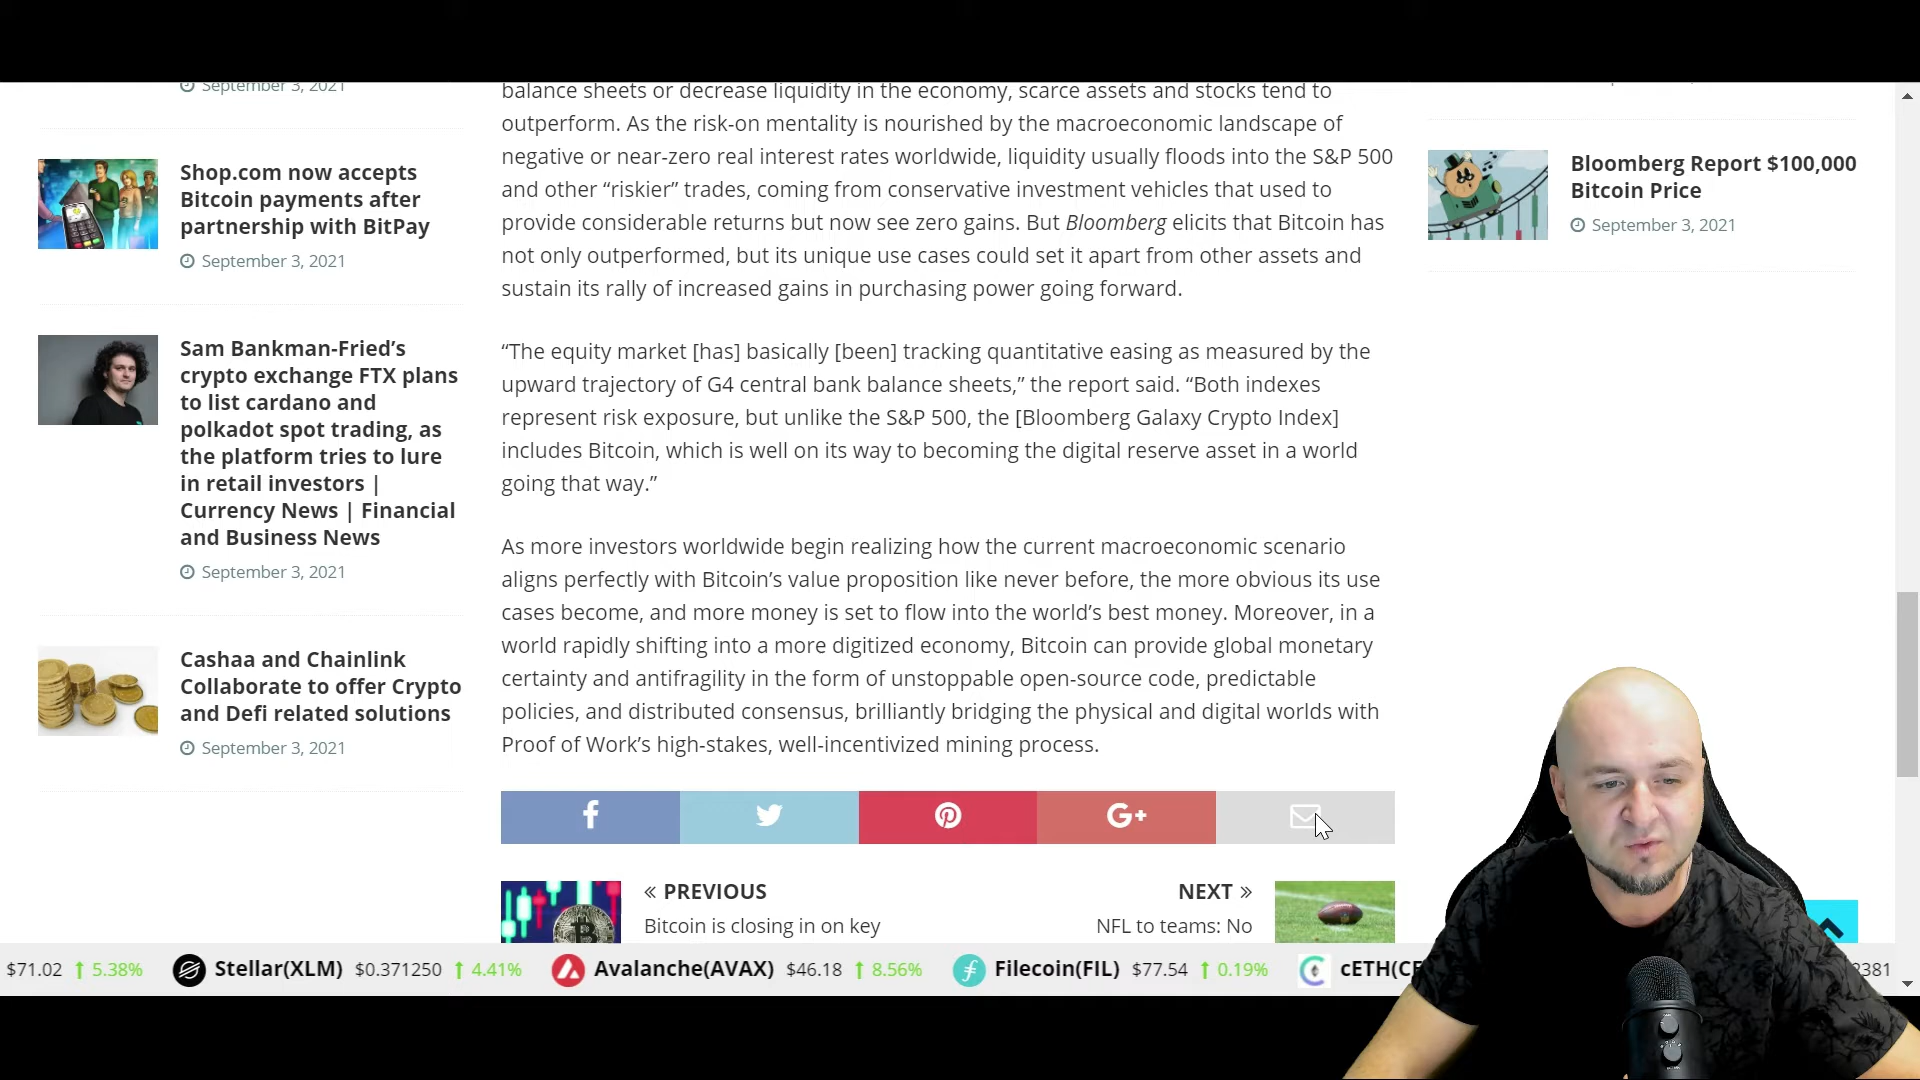 September 3, 2021
Shop.com now accepts
Bitcoin payments after
partnership with BitPay
September 3, 2021
Sam Bankman-Fried’s
crypto exchange FTX plans
to list cardano and
polkadot spot trading, as
the platform tries to lure
in retail investors |
Currency News | Financial
and Business News
September 3, 2021
Cashaa and Chainlink
Collaborate to offer Crypto
and Defi related solutions
September 3, 2021
balance sheets or decrease liquidity in the economy, scarce assets and stocks tend to
outperform. As the risk-on mentality is nourished by the macroeconomic landscape of
negative or near-zero real interest rates worldwide, liquidity usually floods into the S&P 500
and other “riskier” trades, coming from conservative investment vehicles that used to
provide considerable returns but now see zero gains. But Bloomberg elicits that Bitcoin has
not only outperformed, but its unique use cases could set it apart from other assets and
sustain its rally of increased gains in purchasing power going forward.
“The equity market [has] basically [been] tracking quantitative easing as measured by the
upward trajectory of G4 central bank balance sheets,” the report said. “Both indexes
represent risk exposure, but unlike the S&P 500, the [Bloomberg Galaxy Crypto Index]
includes Bitcoin, which is well on its way to becoming the digital reserve asset in a world
going that way.”
As more investors worldwide begin realizing how the current macroeconomic scenario
aligns perfectly with Bitcoin’s value proposition like never before, the more obvious its use
cases become, and more money is set to flow into the world’s best money. Moreover, in a
world rapidly shifting into a more digitized economy, Bitcoin can provide global monetary
certainty and antifragility in the form of unstoppable open-source code, predictable
policies, and distributed consensus, brilliantly bridging the physical and digital worlds with
Proof of Work’s high-stakes, well-incentivized mining process.
G+
« PREVIOUS
Bitcoin is closing in on key
NEXT »
NFL to teams: No
Bloomberg Report $100,000
Bitcoin Price
September 3, 2021
$71.02 ↑ 5.38% Stellar(XLM) $0.371250 ↑ 4.41% Avalanche(AVAX) $46.18 ↑ 8.56% Filecoin(FIL) $77.54 ↑ 0.19% cETH(CE 2381